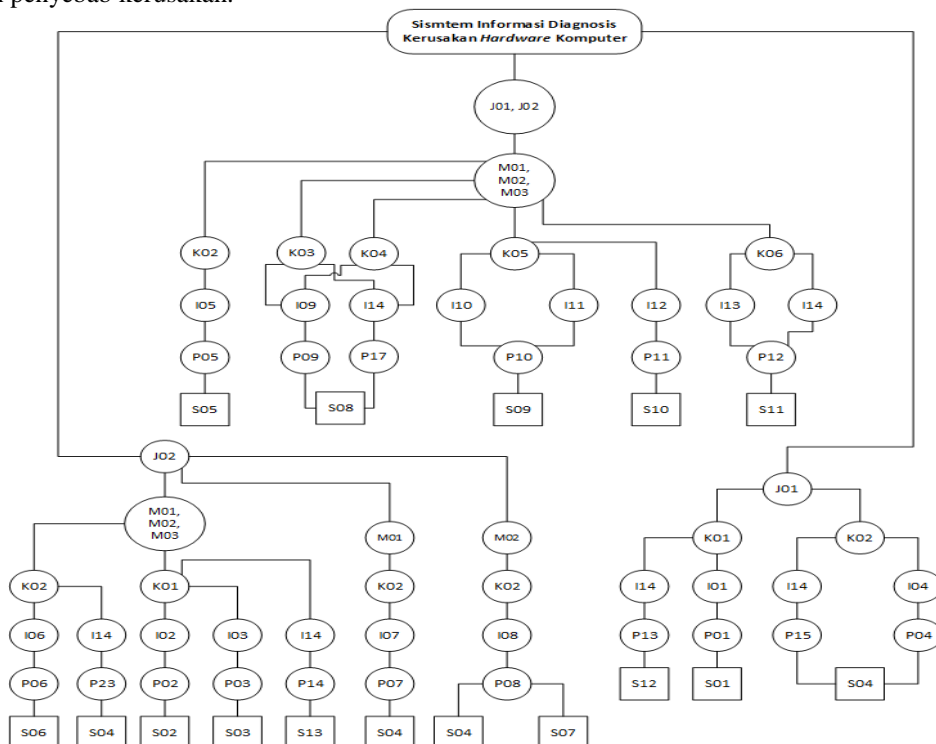 penyebab kerusakan.
Sismtem Informasi Diagnosis
Kerusakan Hardware Komputer
J01, J02
M01,
M02,
M03
K02 K03 K04 K05 K06
I05 I09 I14 I10 I11 I12 I13 I14
P05 P09 P17 P10 P11 P12
S05 S08 S09 S10 S11
J02
J01
M01,
M02,
M03
M01 M02 K01 K02
K02 K01 K02 K02 I14 I01 I14 I04
I06 I14 I02 I03 I14 I07 I08 P13 P01 P15 P04
P06 P23 P02 P03 P14 P07 P08 S12 S01 S04
S06 S04 S02 S03 S13 S04 S04 S07